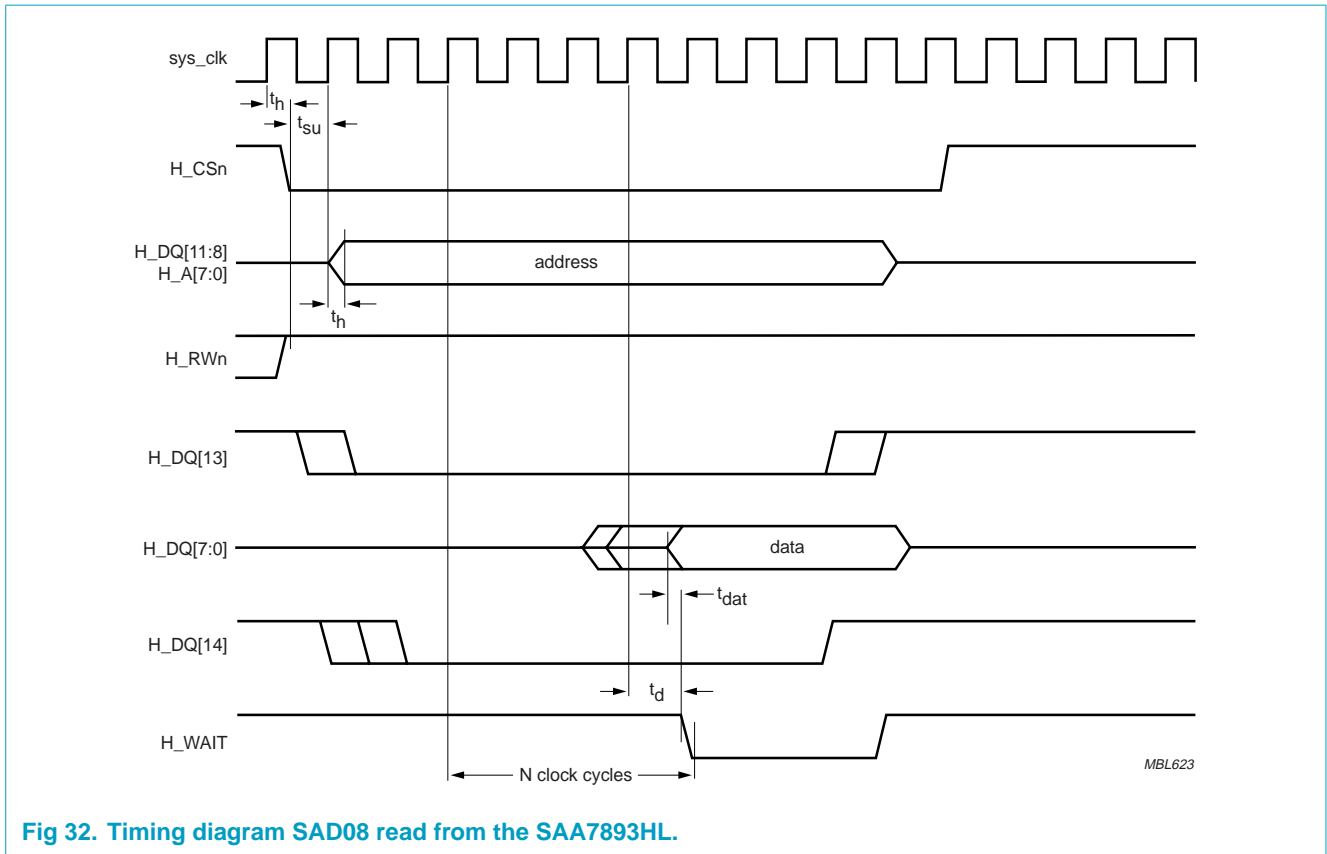 sys_clk
th
tsu
H_CSn
H_DQ[11:8]
H_A[7:0]
address
th
H_RWn
H_DQ[13]
H_DQ[7:0]
data
tdat
H_DQ[14]
td
H_WAIT
N clock cycles
MBL623
Fig 32. Timing diagram SAD08 read from the SAA7893HL.